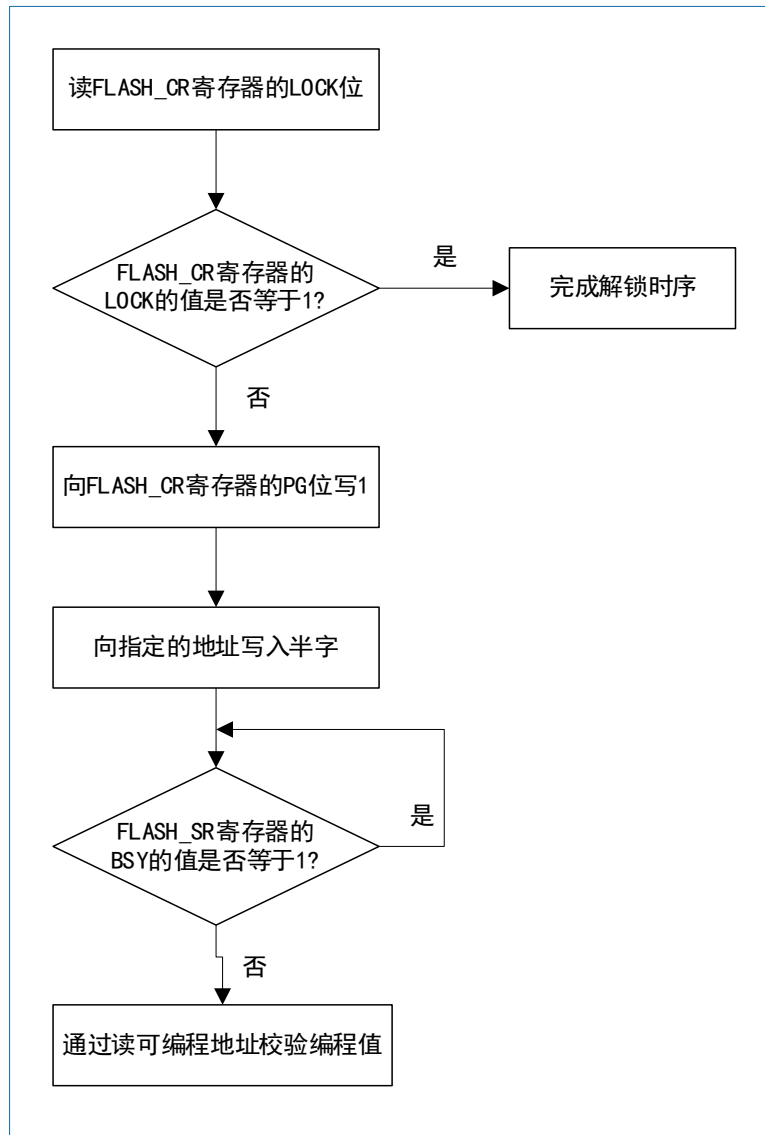 读FLASH_CR寄存器的LOCK位
FLASH_CR寄存器的
LOCK的值是否等于1?
是
完成解锁时序
否
向FLASH_CR寄存器的PG位写1
向指定的地址写入半字
FLASH_SR寄存器的
BSY的值是否等于1?
是
否
通过读可编程地址校验编程值